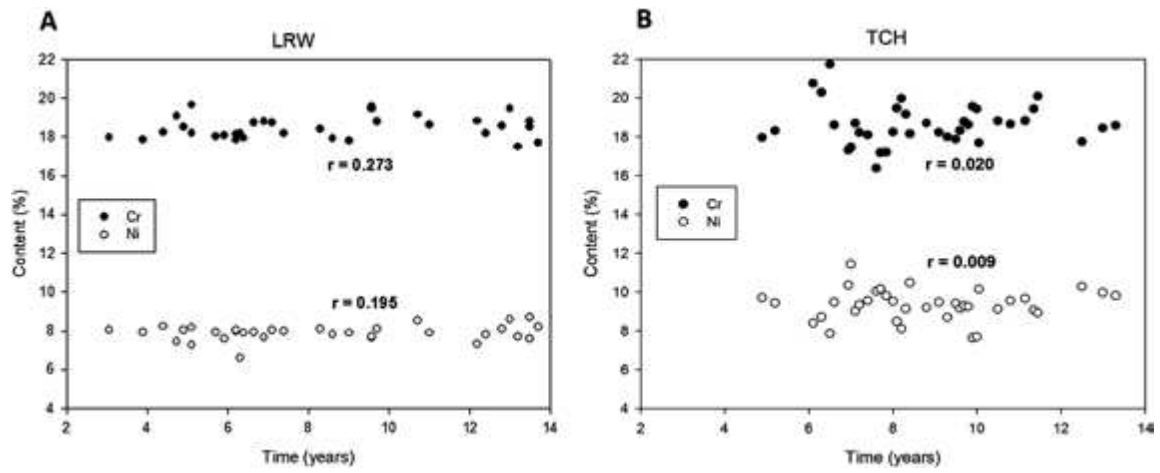 A
LRW
Content (%)
22
20
18
16
14
12
10
8
6
4
r = 0.273
Cr
Ni
r = 0.195
2 4 6 8 10 12 14
Time (years)
B
TCH
Content (%)
22
20
18
16
14
12
10
8
6
4
r = 0.020
Cr
Ni
r = 0.009
4 6 8 10 12 14
Time (years)